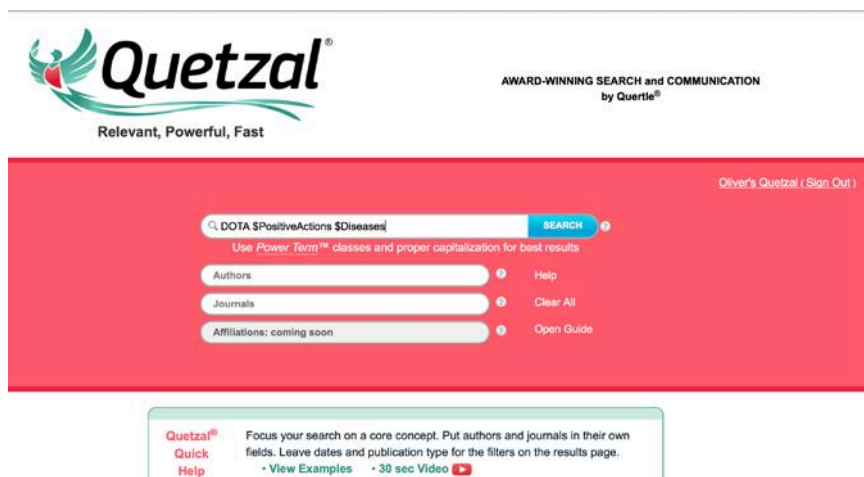 Quetzal®
Relevant, Powerful, Fast
AWARD-WINNING SEARCH and COMMUNICATION
by Quertle®
Oliver's Quetzal ( Sign Out )
DOTA $PositiveActions $Diseases
SEARCH
?
Use Power Term™ classes and proper capitalization for best results
Authors ? Help
Journals ? Clear All
Affiliations: coming soon ? Open Guide
Quetzal®
Quick
Help
Focus your search on a core concept. Put authors and journals in their own
fields. Leave dates and publication type for the filters on the results page.
• View Examples • 30 sec Video